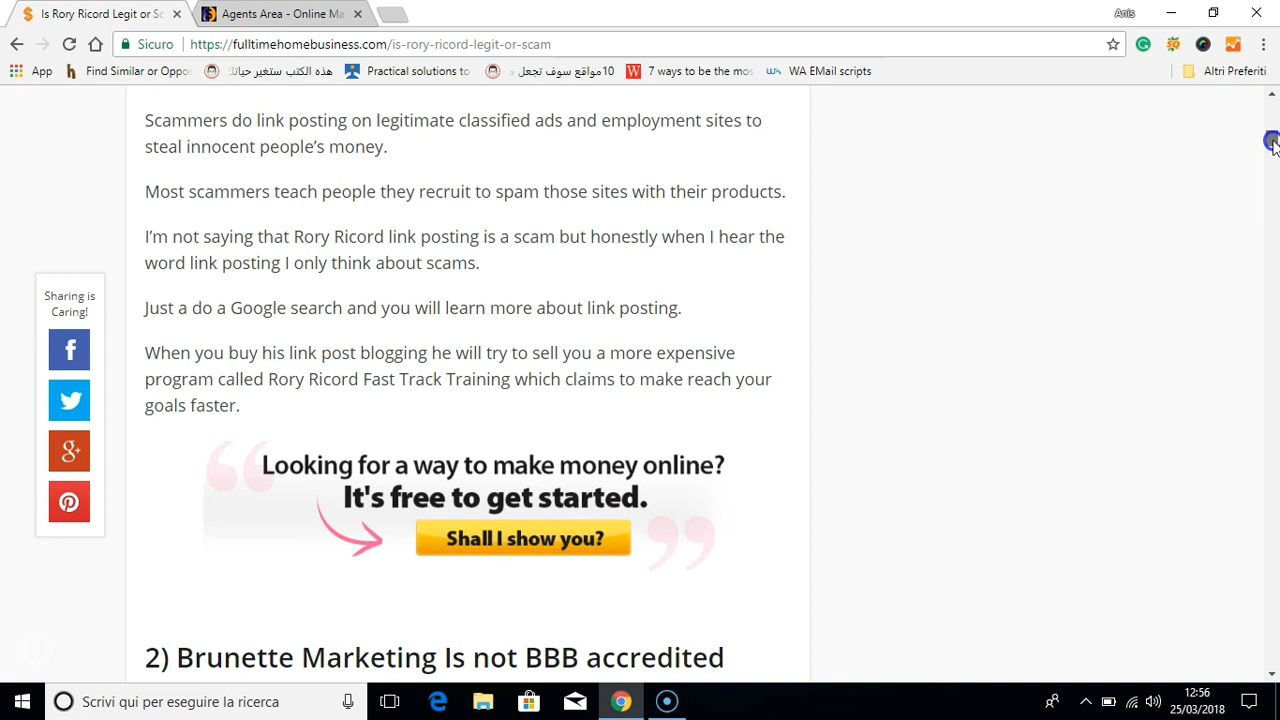 Is Rory Ricord Legit or Sc
Agents Area - Online Ma
Anis
Sicuro
https://fulltimehomebusiness.com/is-rory-ricord-legit-or-scam
App
Find Similar or Oppos
هذه الكتب ستغير حياتك
Practical solutions to
10مواقع سوف تجعل
7 ways to be the mos
WA EMail scripts
Altri Preferiti
Scammers do link posting on legitimate classified ads and employment sites to
steal innocent people's money.
Most scammers teach people they recruit to spam those sites with their products.
I'm not saying that Rory Ricord link posting is a scam but honestly when I hear the
word link posting I only think about scams.
Just a do a Google search and you will learn more about link posting.
When you buy his link post blogging he will try to sell you a more expensive
program called Rory Ricord Fast Track Training which claims to make reach your
goals faster.
Sharing is
Caring!
Looking for a way to make money online?
It's free to get started.
Shall I show you?
2) Brunette Marketing Is not BBB accredited
Scrivi qui per eseguire la ricerca
12:56
25/03/2018